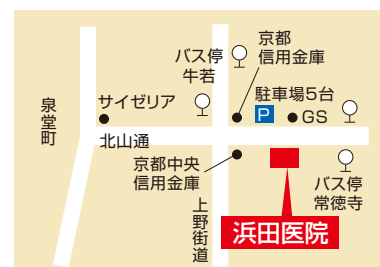 京都
信用金庫
バス停
牛若
駐車場5台
サイゼリア
P
GS
泉堂町
北山通
京都中央
信用金庫
バス停
常徳寺
上野街道
浜田医院